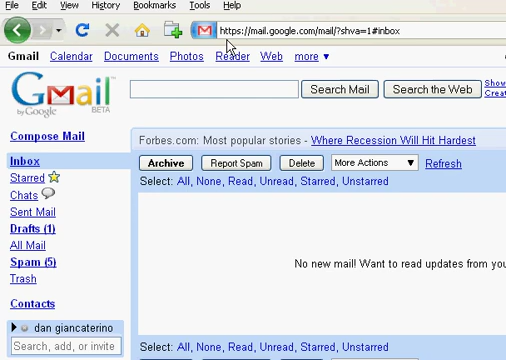 File Edit View History Bookmarks Tools Help
https://mail.google.com/mail/?shva=1#inbox
Gmail Calendar Documents Photos Reader Web more ▼
Gmail
by Google BETA
Search Mail Search the Web
Show
Crea
Compose Mail
Forbes.com: Most popular stories - Where Recession Will Hit Hardest
Inbox
Archive Report Spam Delete More Actions Refresh
Starred
Select: All, None, Read, Unread, Starred, Unstarred
Chats
Sent Mail
Drafts (1)
All Mail
Spam (5)
No new mail! Want to read updates from you
Trash
Contacts
dan giancaterino
Search, add, or invite
Select: All, None, Read, Unread, Starred, Unstarred